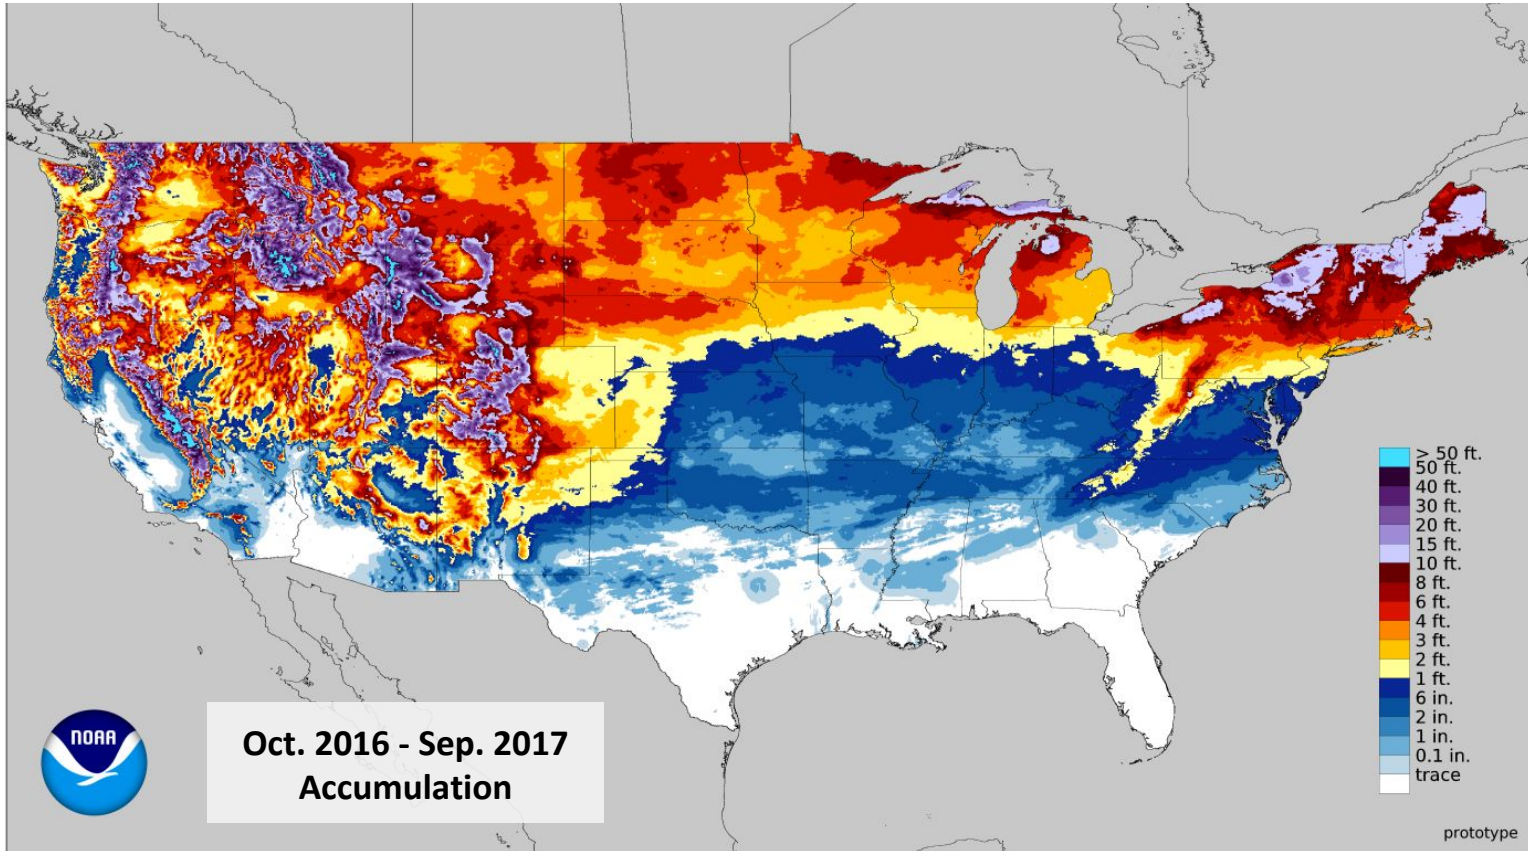 > 50 ft.
50 ft.
40 ft.
30 ft.
20 ft.
15 ft.
10 ft.
8 ft.
6 ft.
4 ft.
3 ft.
2 ft.
1 ft.
6 in.
2 in.
1 in.
0.1 in.
trace
NOAA
Oct. 2016 - Sep. 2017
Accumulation
prototype